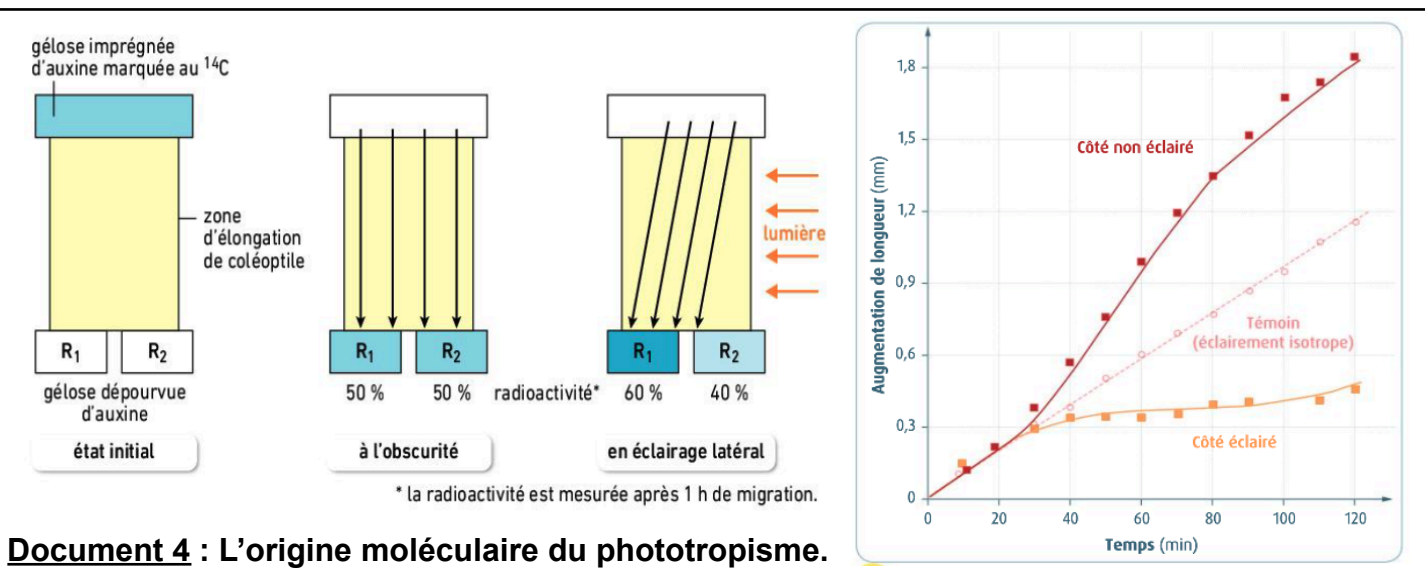 gélose imprégnée
d'auxine marquée au ¹⁴C
zone
d'élongation
de coléoptile
lumière
R₁ R₂ R₁ R₂ R₁ R₂
gélose dépourvue
d'auxine
50 % 50 % radioactivité* 60 % 40 %
état initial
à l'obscurité
en éclairage latéral
* la radioactivité est mesurée après 1 h de migration.
Document 4 : L'origine moléculaire du phototropisme.
Augmentation de longueur (mm)
1,8
1,5
1,2
0,9
0,6
0,3
0
Côté non éclairé
Témoin
(éclairement isotrope)
Côté éclairé
0 20 40 60 80 100 120
Temps (min)